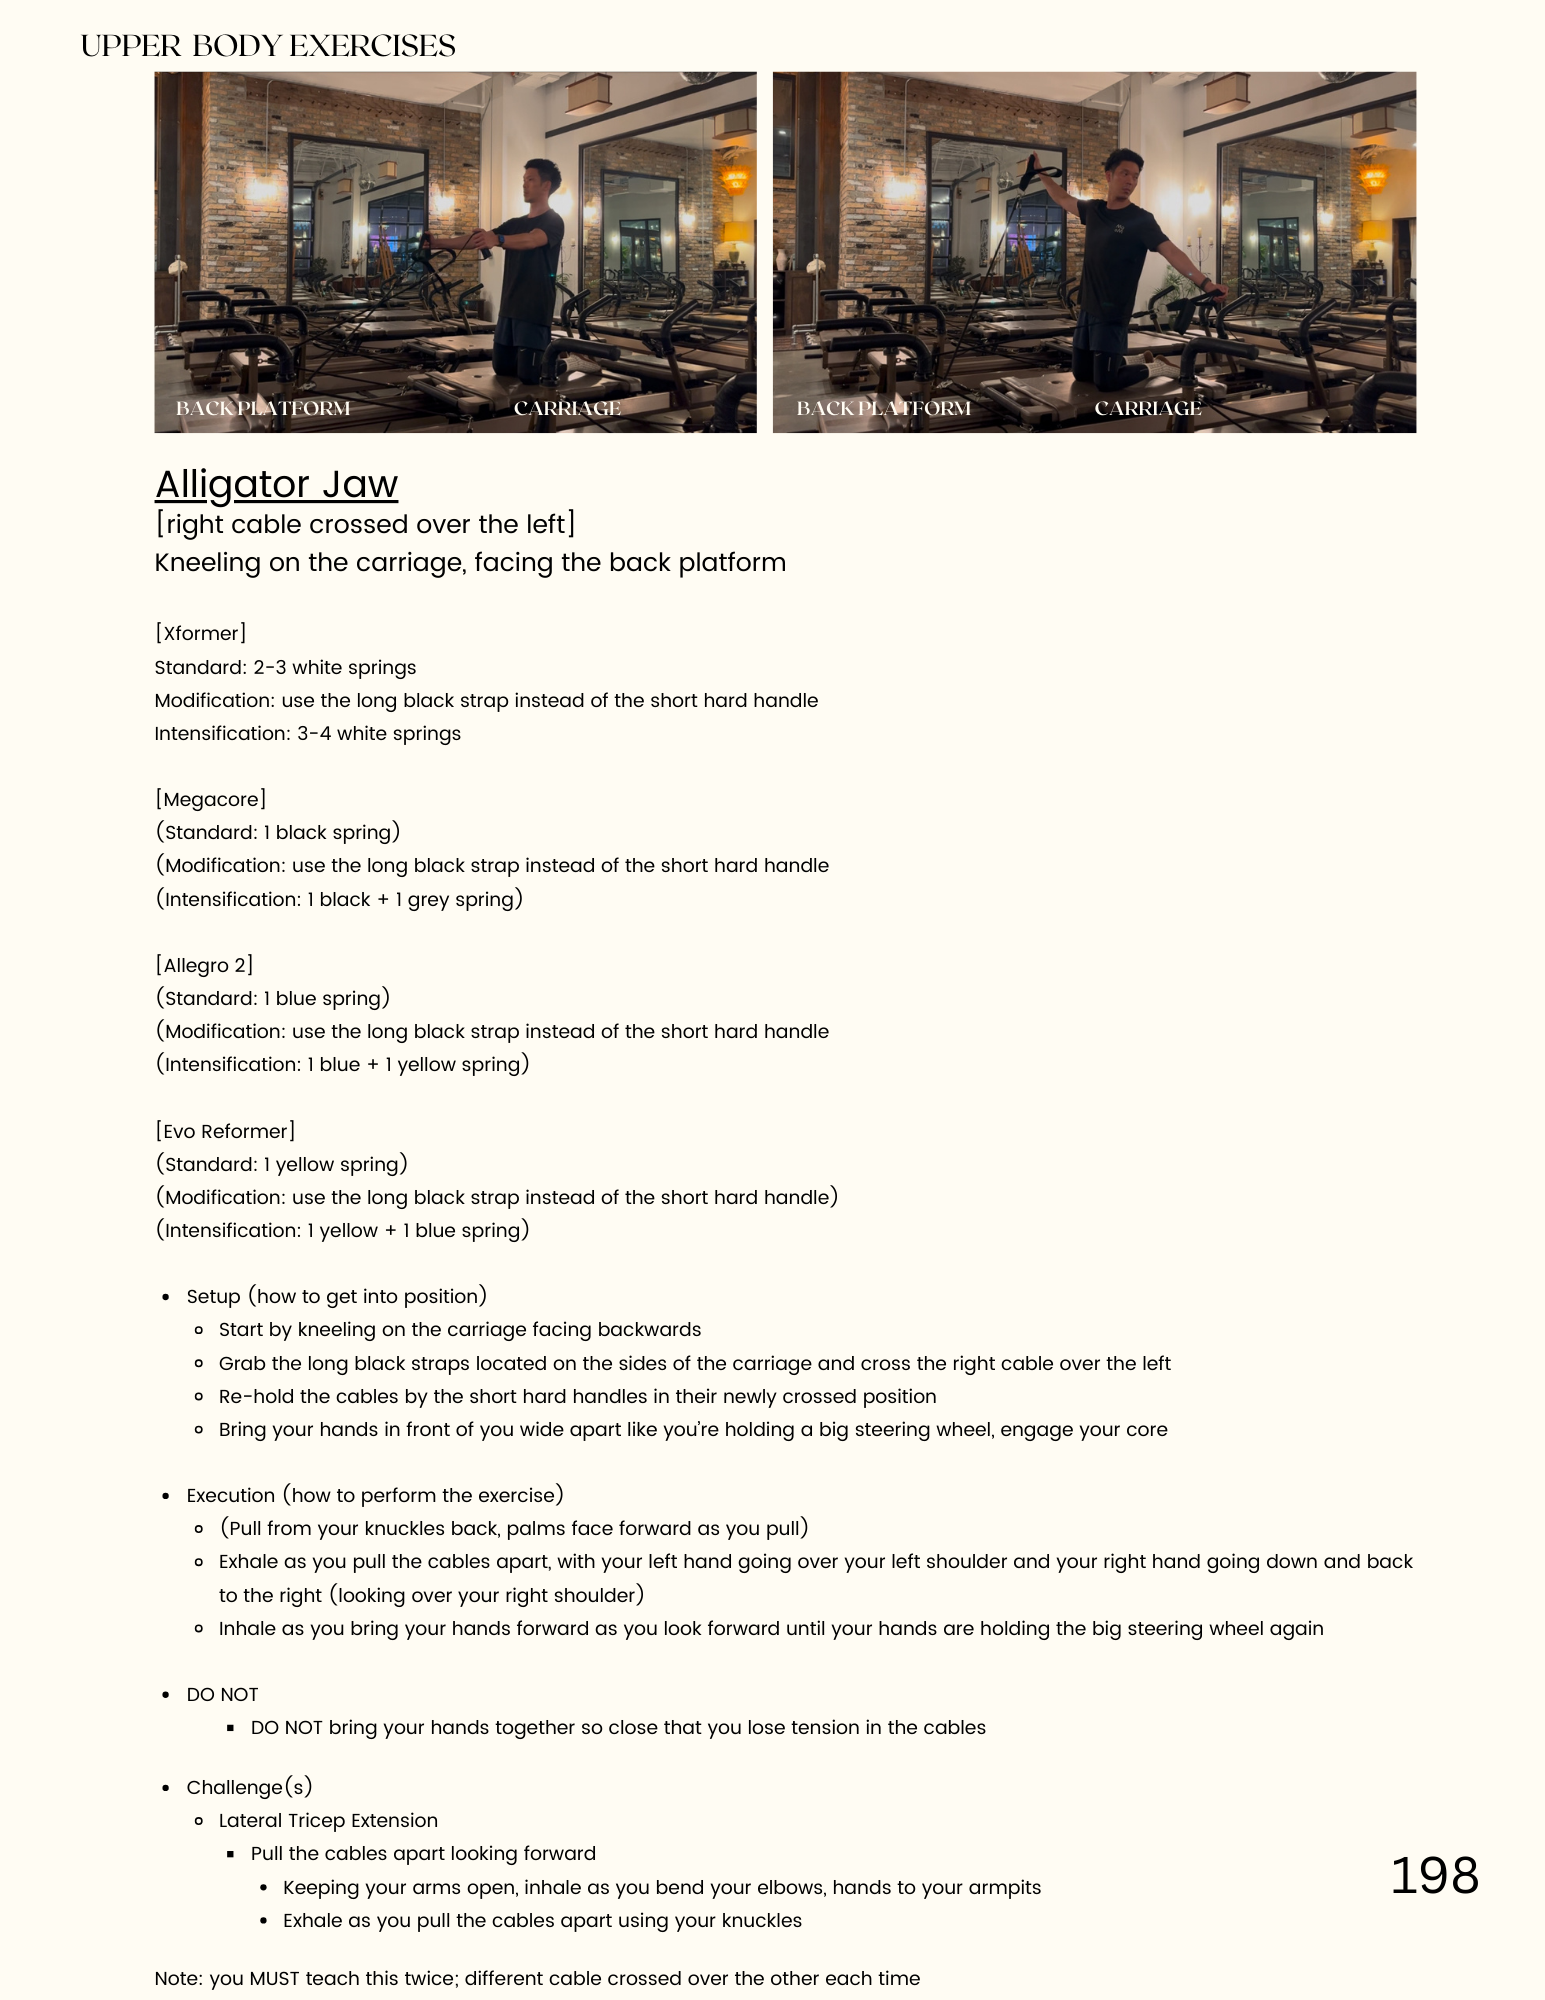 UPPER BODY EXERCISES
BACK PLATFORM
CARRIAGE
BACK PLATFORM
CARRIAGE
Alligator Jaw
[right cable crossed over the left]
Kneeling on the carriage, facing the back platform
[Xformer]
Standard: 2-3 white springs
Modification: use the long black strap instead of the short hard handle
Intensification: 3-4 white springs
[Megacore]
(Standard: 1 black spring)
(Modification: use the long black strap instead of the short hard handle
(Intensification: 1 black + 1 grey spring)
[Allegro 2]
(Standard: 1 blue spring)
(Modification: use the long black strap instead of the short hard handle
(Intensification: 1 blue + 1 yellow spring)
[Evo Reformer]
(Standard: 1 yellow spring)
(Modification: use the long black strap instead of the short hard handle)
(Intensification: 1 yellow + 1 blue spring)
• Setup (how to get into position)
◦ Start by kneeling on the carriage facing backwards
◦ Grab the long black straps located on the sides of the carriage and cross the right cable over the left
◦ Re-hold the cables by the short hard handles in their newly crossed position
◦ Bring your hands in front of you wide apart like you're holding a big steering wheel, engage your core
• Execution (how to perform the exercise)
◦ (Pull from your knuckles back, palms face forward as you pull)
◦ Exhale as you pull the cables apart, with your left hand going over your left shoulder and your right hand going down and back
to the right (looking over your right shoulder)
◦ Inhale as you bring your hands forward as you look forward until your hands are holding the big steering wheel again
• DO NOT
▪ DO NOT bring your hands together so close that you lose tension in the cables
• Challenge(s)
◦ Lateral Tricep Extension
▪ Pull the cables apart looking forward
• Keeping your arms open, inhale as you bend your elbows, hands to your armpits
• Exhale as you pull the cables apart using your knuckles
198
Note: you MUST teach this twice; different cable crossed over the other each time